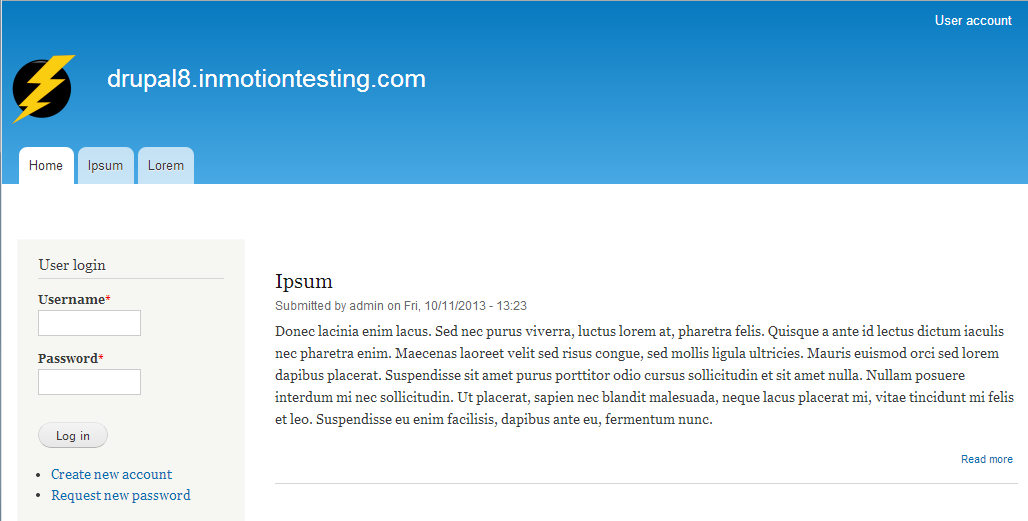 User account
drupal8.inmotiontesting.com
Home Ipsum Lorem
User login
Username*
Password*
Log in
Create new account
Request new password
Ipsum
Submitted by admin on Fri, 10/11/2013 - 13:23
Donec lacinia enim lacus. Sed nec purus viverra, luctus lorem at, pharetra felis. Quisque a ante id lectus dictum iaculis
nec pharetra enim. Maecenas laoreet velit sed risus congue, sed mollis ligula ultricies. Mauris euismod orci sed lorem
dapibus placerat. Suspendisse sit amet purus porttitor odio cursus sollicitudin et sit amet nulla. Nullam posuere
interdum mi nec sollicitudin. Ut placerat, sapien nec blandit malesuada, neque lacus placerat mi, vitae tincidunt mi felis
et leo. Suspendisse eu enim facilisis, dapibus ante eu, fermentum nunc.
Read more